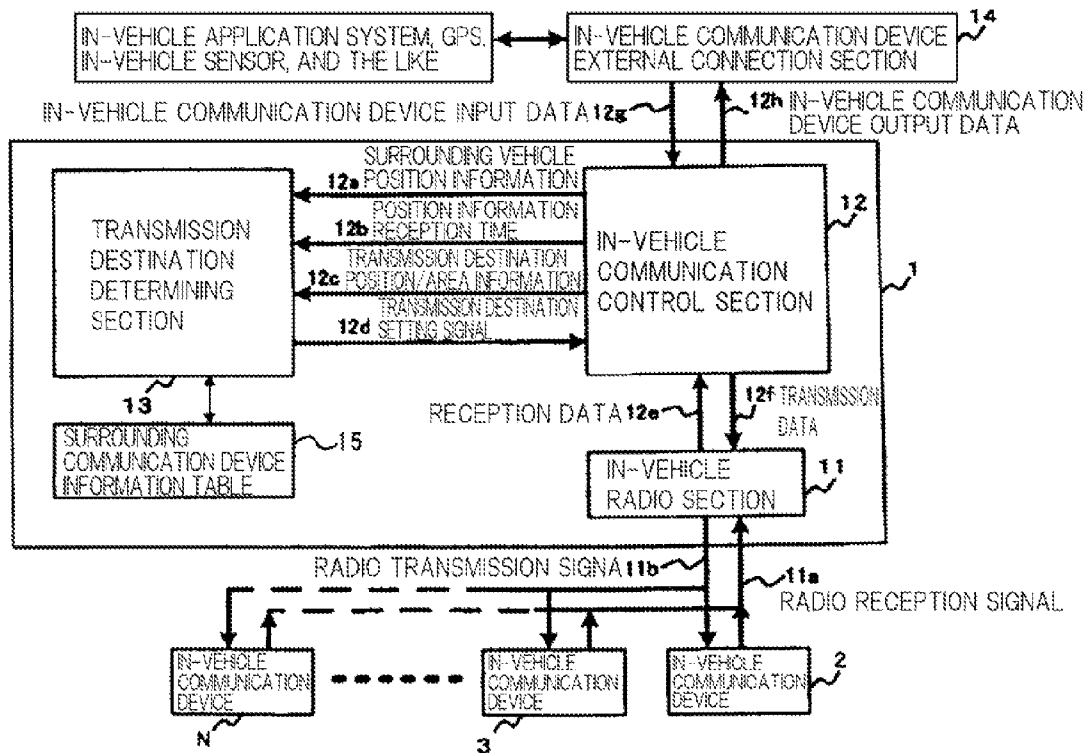 IN-VEHICLE APPLICATION SYSTEM, GPS,
IN-VEHICLE SENSOR, AND THE LIKE
IN-VEHICLE COMMUNICATION DEVICE
EXTERNAL CONNECTION SECTION
14
IN-VEHICLE COMMUNICATION DEVICE INPUT DATA 12g
12h IN-VEHICLE COMMUNICATION
DEVICE OUTPUT DATA
TRANSMISSION
DESTINATION
DETERMINING
SECTION
13
SURROUNDING VEHICLE
12a POSITION INFORMATION
POSITION INFORMATION
12b RECEPTION TIME
TRANSMISSION DESTINATION
12c POSITION/AREA INFORMATION
TRANSMISSION DESTINATION
12d SETTING SIGNAL
IN-VEHICLE
COMMUNICATION
CONTROL SECTION
12
1
SURROUNDING
COMMUNICATION DEVICE
INFORMATION TABLE
15
RECEPTION DATA 12e
12f TRANSMISSION
DATA
IN-VEHICLE
RADIO SECTION
11
RADIO TRANSMISSION SIGNA 11b
11a
RADIO RECEPTION SIGNAL
IN-VEHICLE
COMMUNICATION
DEVICE
N
IN-VEHICLE
COMMUNICATION
DEVICE
3
IN-VEHICLE
COMMUNICATION
DEVICE
2